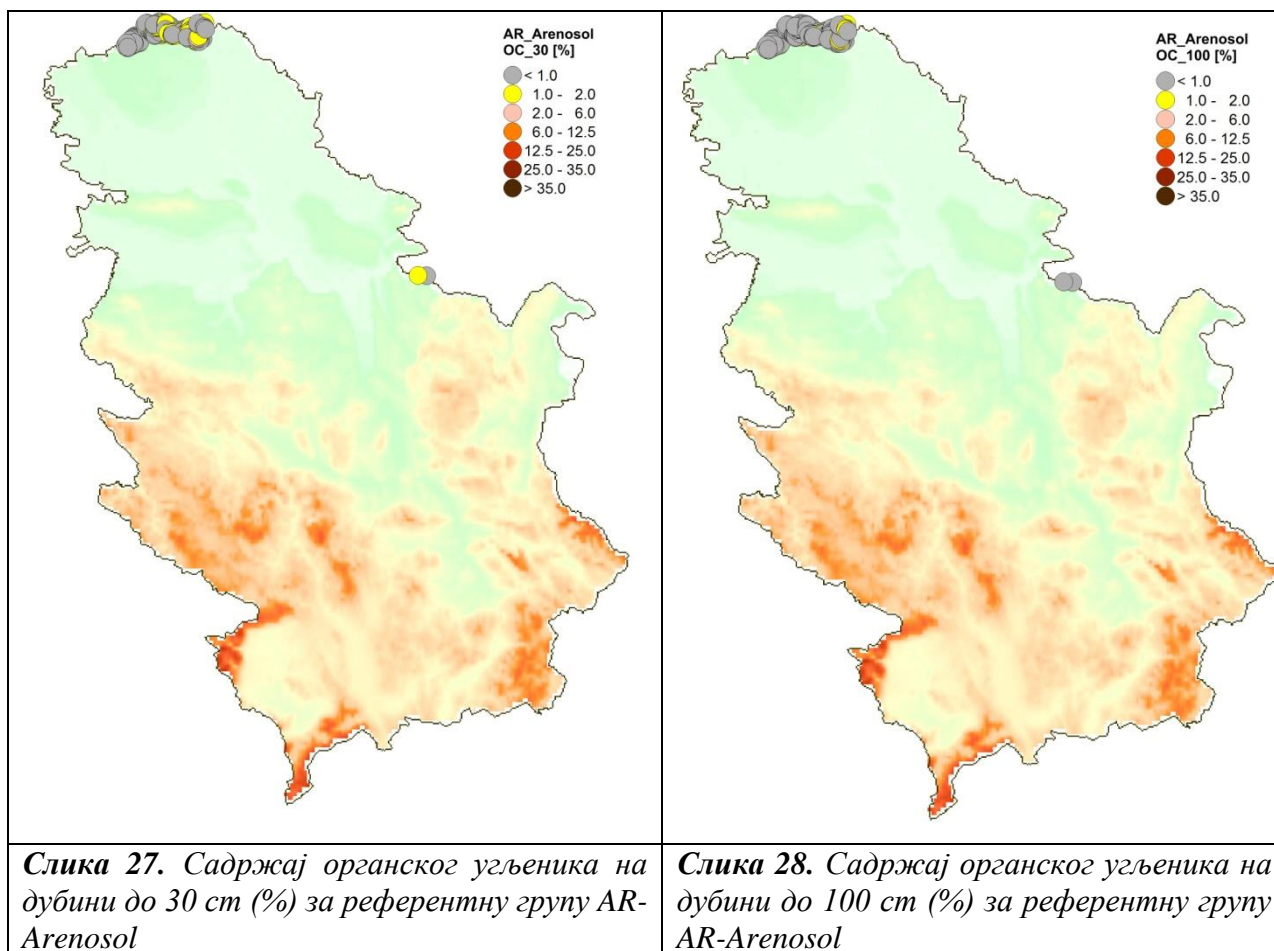 AR_Arenosol
OC_30 [%]
< 1.0
1.0 - 2.0
2.0 - 6.0
6.0 - 12.5
12.5 - 25.0
25.0 - 35.0
> 35.0
AR_Arenosol
OC_100 [%]
< 1.0
1.0 - 2.0
2.0 - 6.0
6.0 - 12.5
12.5 - 25.0
25.0 - 35.0
> 35.0
Слика 27. Садржај органског угљеника на
дубини до 30 cm (%) за референтну групу AR-
Arenosol
Слика 28. Садржај органског угљеника на
дубини до 100 cm (%) за референтну групу
AR-Arenosol